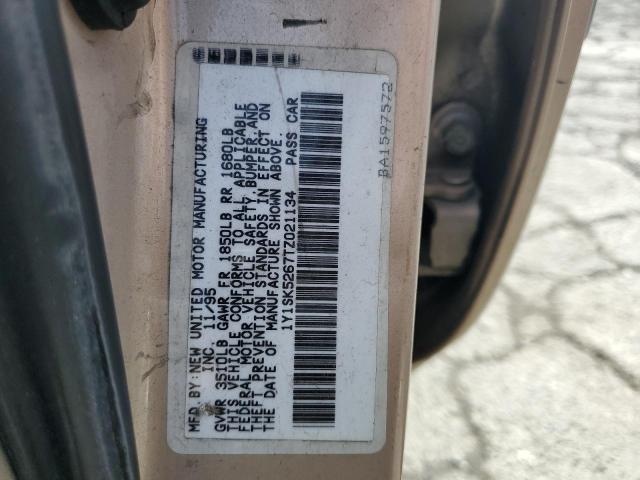 MFD BY NEW UNITED MOTOR MANUFACTURING
INC. 11/95
GVWR 3510LB GAWR FR 1850LB RR 1680LB
THIS VEHICLE CONFORMS TO ALL APPLICABLE
FEDERAL MOTOR VEHICLE SAFETY, BUMPER, AND
THEFT PREVENTION STANDARDS IN EFFECT ON
THE DATE OF MANUFACTURE SHOWN ABOVE.
1Y1SK5267TZ021134 PASS CAR
BA1597572